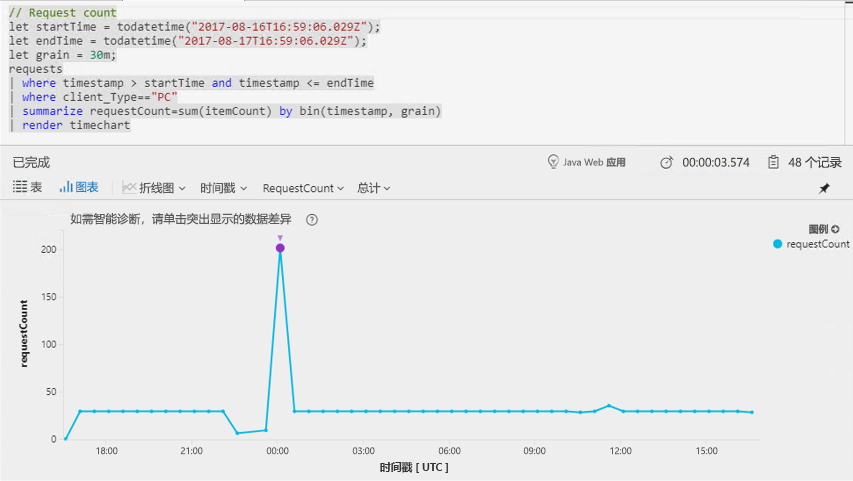 // Request count
let startTime = todatetime("2017-08-16T16:59:06.029Z");
let endTime = todatetime("2017-08-17T16:59:06.029Z");
let grain = 30m;
requests
| where timestamp > startTime and timestamp <= endTime
| where client_Type=="PC"
| summarize requestCount=sum(itemCount) by bin(timestamp, grain)
| render timechart
已完成 Java Web 应用 00:00:03.574 48 个记录
表 图表 折线图 时间戳 RequestCount 总计
如需智能诊断，请单击突出显示的数据差异 ?
图例
requestCount
requestCount
200
150
100
50
0
18:00 21:00 00:00 03:00 06:00 09:00 12:00 15:00
时间戳 [ UTC ]